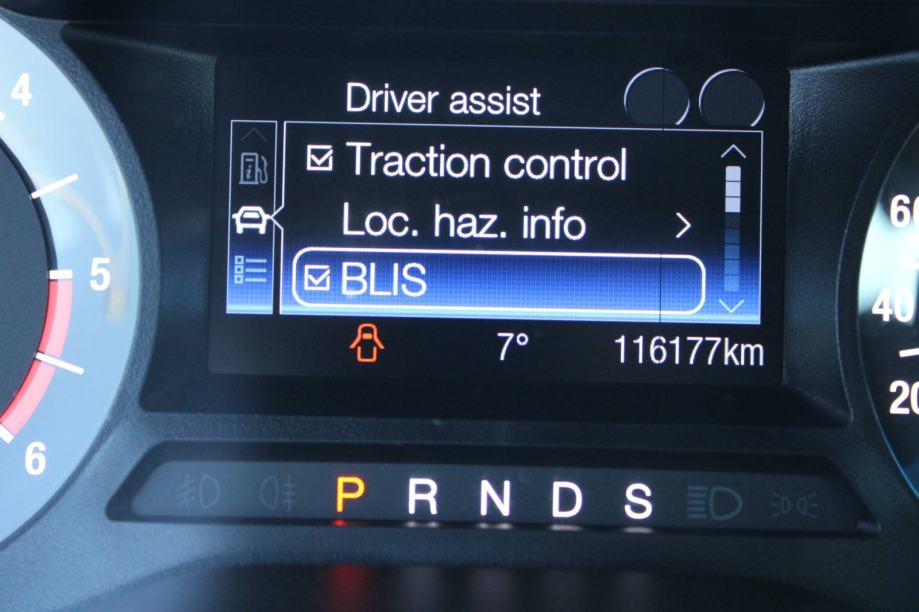 Driver assist
Traction control
Loc. haz. info
BLIS
7° 116177km
4
5
6
60
40
20
P R N D S